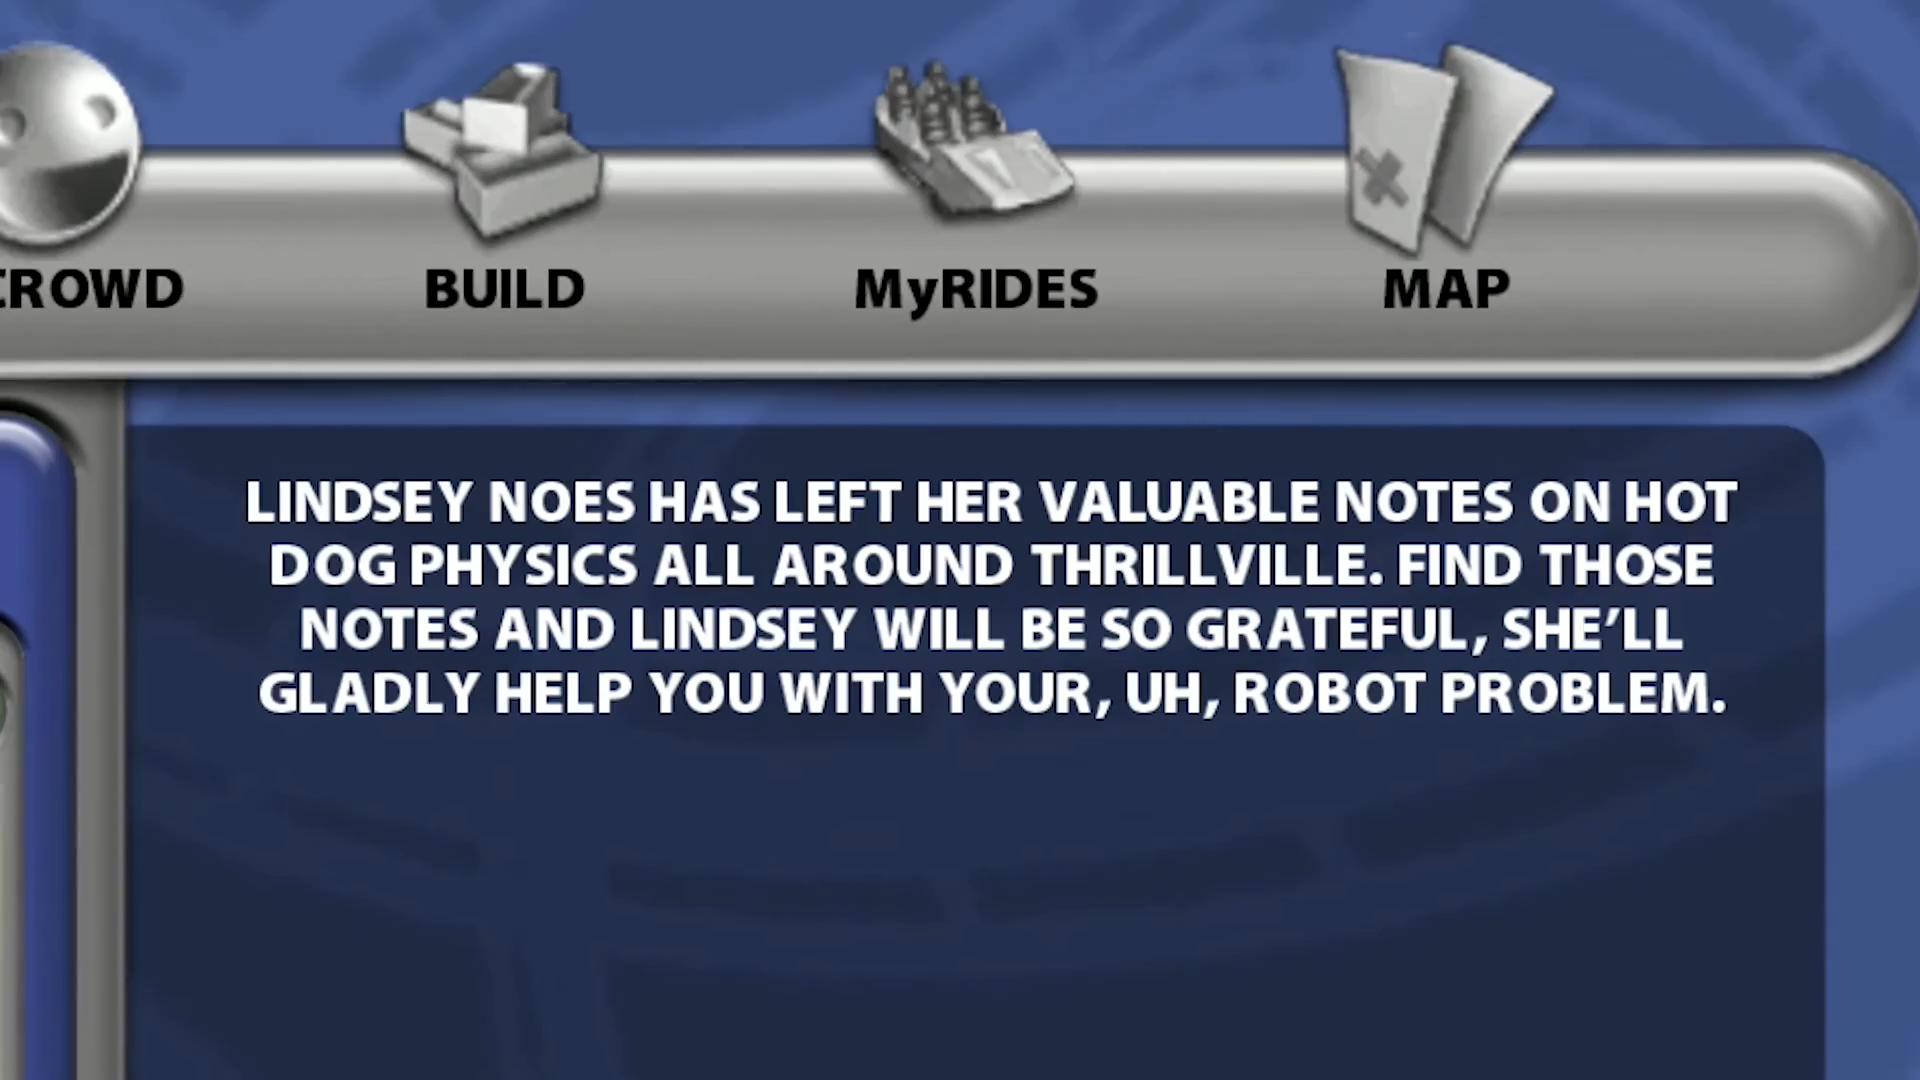 CROWD BUILD MyRIDES MAP
LINDSEY NOES HAS LEFT HER VALUABLE NOTES ON HOT
DOG PHYSICS ALL AROUND THRILLVILLE. FIND THOSE
NOTES AND LINDSEY WILL BE SO GRATEFUL, SHE’LL
GLADLY HELP YOU WITH YOUR, UH, ROBOT PROBLEM.